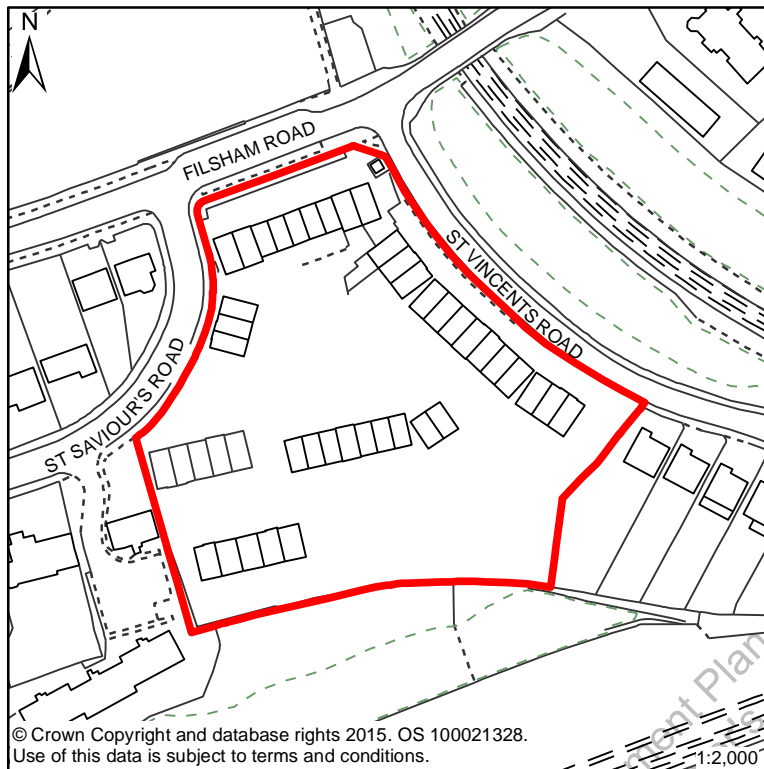 N
FILSHAM ROAD
ST VINCENTS ROAD
ST SAVIOUR'S ROAD
© Crown Copyright and database rights 2015. OS 100021328.
Use of this data is subject to terms and conditions.
1:2,000